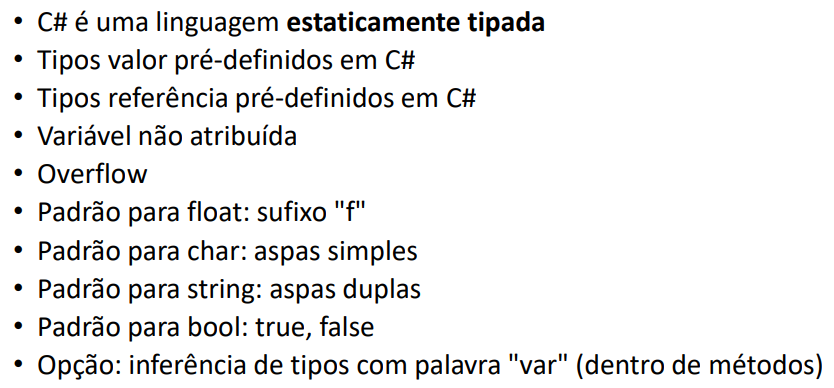 • C# é uma linguagem estaticamente tipada
• Tipos valor pré-definidos em C#
• Tipos referência pré-definidos em C#
• Variável não atribuída
• Overflow
• Padrão para float: sufixo "f"
• Padrão para char: aspas simples
• Padrão para string: aspas duplas
• Padrão para bool: true, false
• Opção: inferência de tipos com palavra "var" (dentro de métodos)